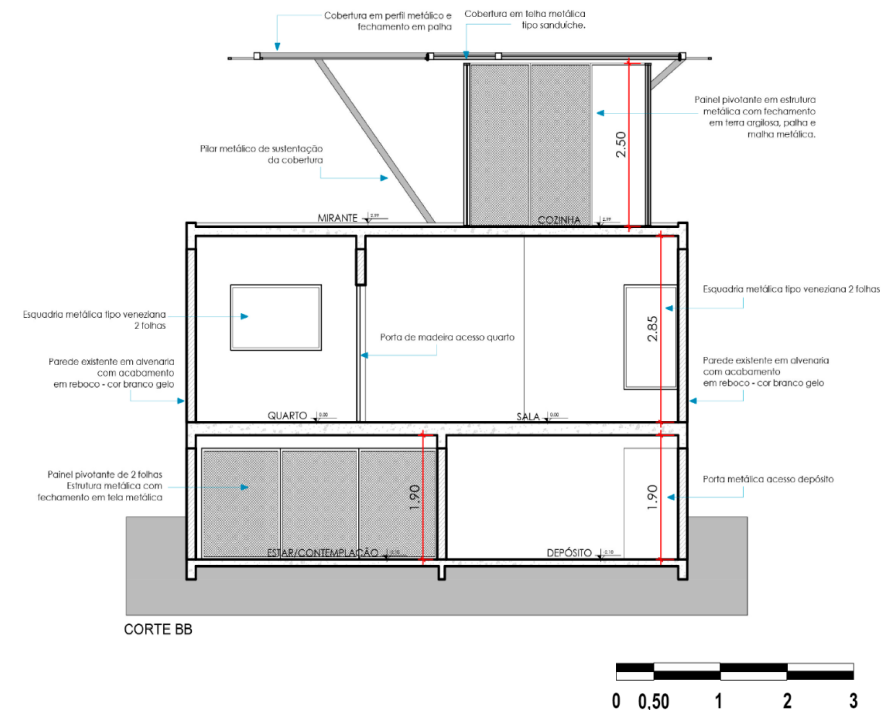 Cobertura em perfil metálico e
fechamento em palha
Cobertura em telha metálica
tipo sanduíche.
Painel pivotante em estrutura
metálica com fechamento
em terra argilosa, palha e
malha metálica.
2.50
Pilar metálico de sustentação
da cobertura
MIRANTE
COZINHA
Esquadria metálica tipo veneziana
2 folhas
Esquadria metálica tipo veneziana 2 folhas
2.85
Porta de madeira acesso quarto
Parede existente em alvenaria
com acabamento
em reboco - cor branco gelo
Parede existente em alvenaria
com acabamento
em reboco - cor branco gelo
QUARTO 0.00
SALA 0.00
Painel pivotante de 2 folhas
Estrutura metálica com
fechamento em tela metálica
1.90
1.90
Porta metálica acesso depósito
ESTAR/CONTEMPLAÇÃO
DEPÓSITO
CORTE BB
0 0,50 1 2 3